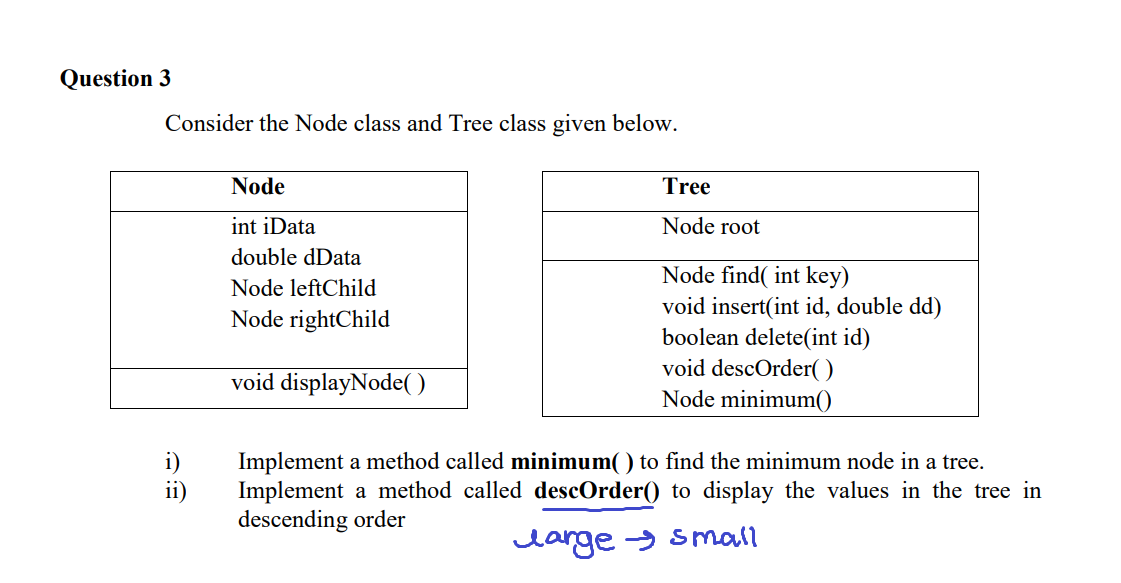 Question 3
Consider the Node class and Tree class given below.
Node
int iData
double dData
Node leftChild
Node rightChild
void displayNode( )
Tree
Node root
Node find( int key)
void insert(int id, double dd)
boolean delete(int id)
void descOrder( )
Node minimum()
i) Implement a method called minimum( ) to find the minimum node in a tree.
ii) Implement a method called descOrder() to display the values in the tree in
descending order
large → small